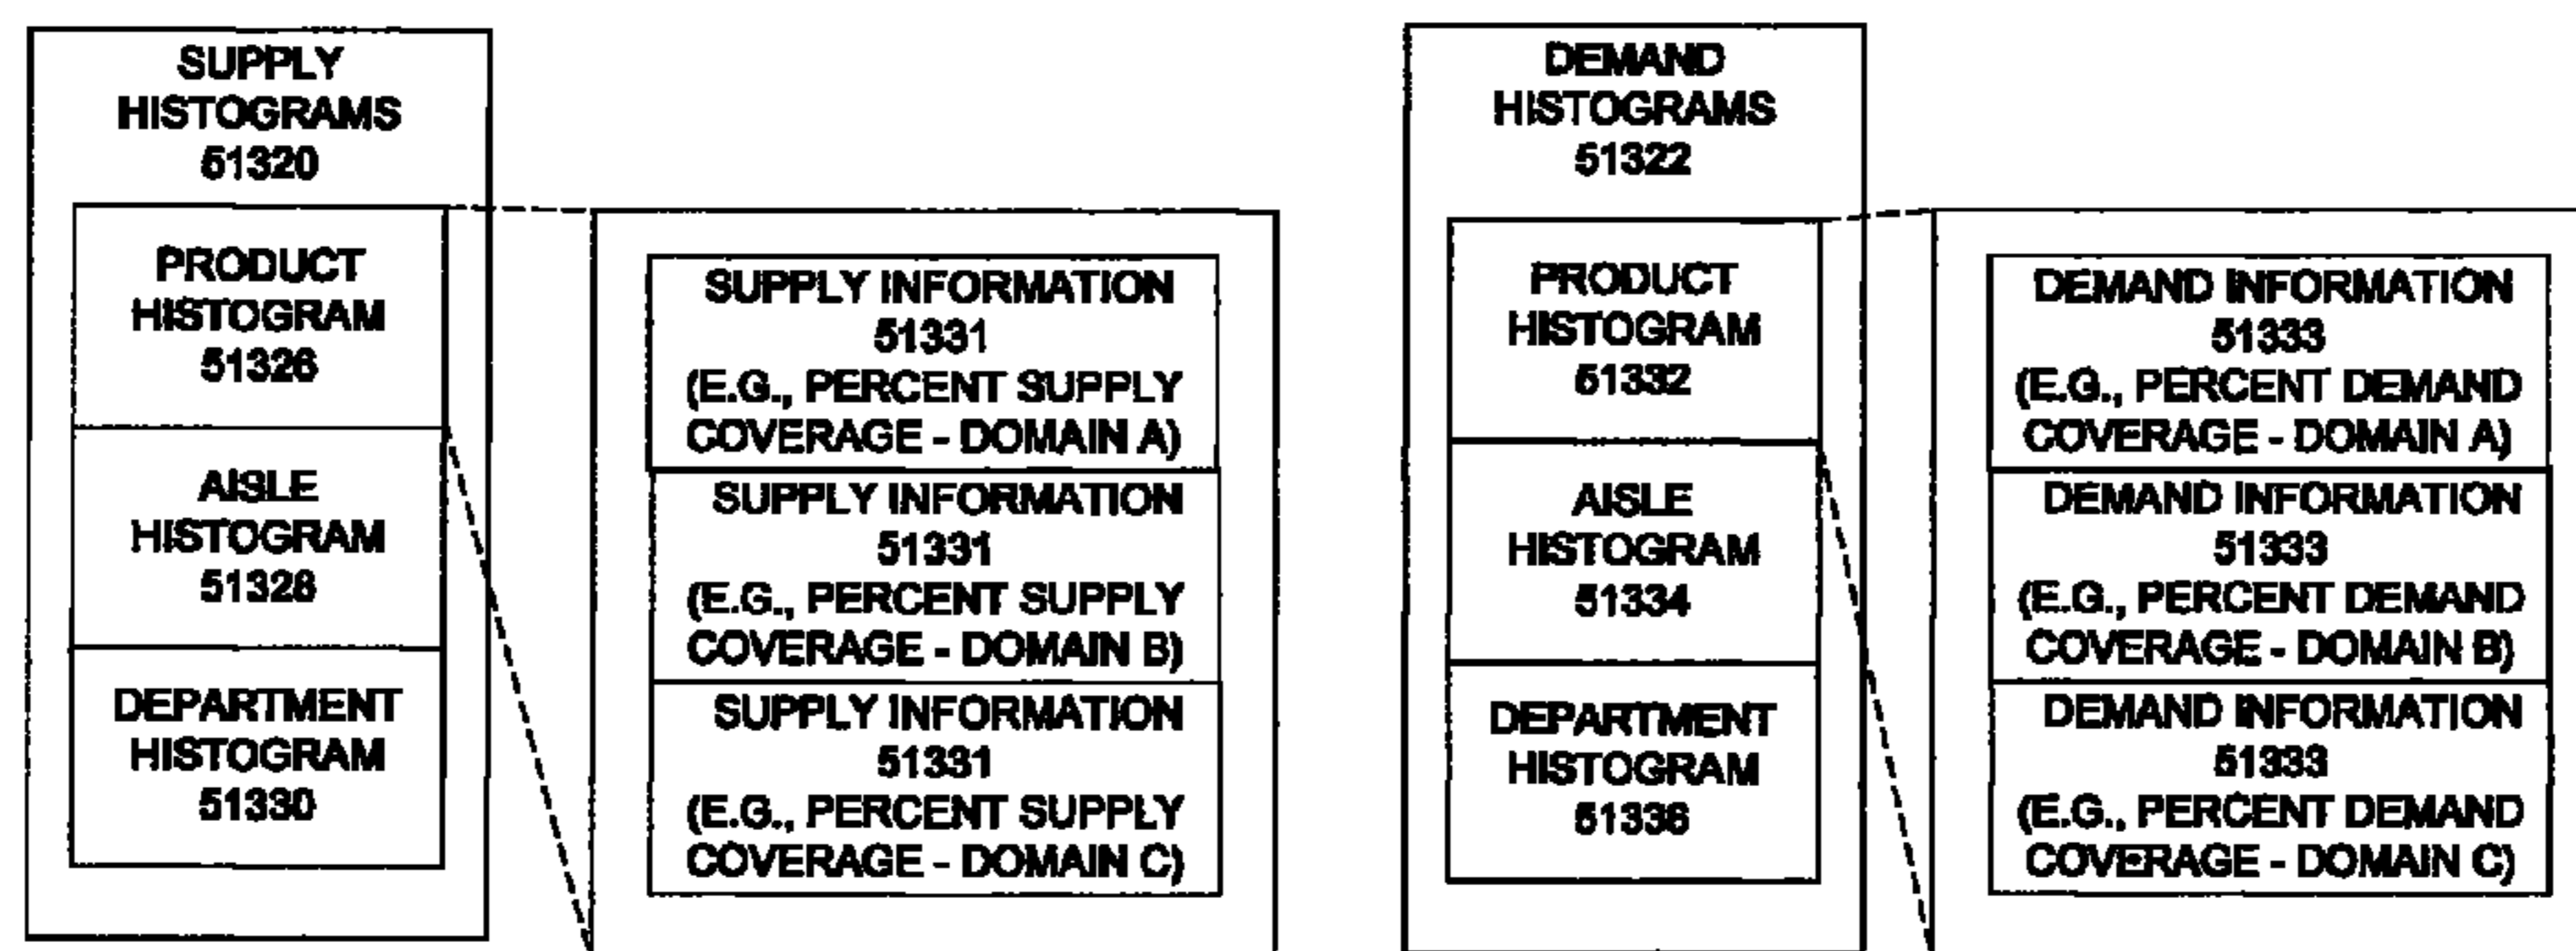 SUPPLY
HISTOGRAMS
51320
PRODUCT
HISTOGRAM
51326
AISLE
HISTOGRAM
51328
DEPARTMENT
HISTOGRAM
51330
SUPPLY INFORMATION
51331
(E.G., PERCENT SUPPLY
COVERAGE - DOMAIN A)
SUPPLY INFORMATION
51331
(E.G., PERCENT SUPPLY
COVERAGE - DOMAIN B)
SUPPLY INFORMATION
51331
(E.G., PERCENT SUPPLY
COVERAGE - DOMAIN C)
DEMAND
HISTOGRAMS
51322
PRODUCT
HISTOGRAM
51332
AISLE
HISTOGRAM
51334
DEPARTMENT
HISTOGRAM
51336
DEMAND INFORMATION
51333
(E.G., PERCENT DEMAND
COVERAGE - DOMAIN A)
DEMAND INFORMATION
51333
(E.G., PERCENT DEMAND
COVERAGE - DOMAIN B)
DEMAND INFORMATION
51333
(E.G., PERCENT DEMAND
COVERAGE - DOMAIN C)